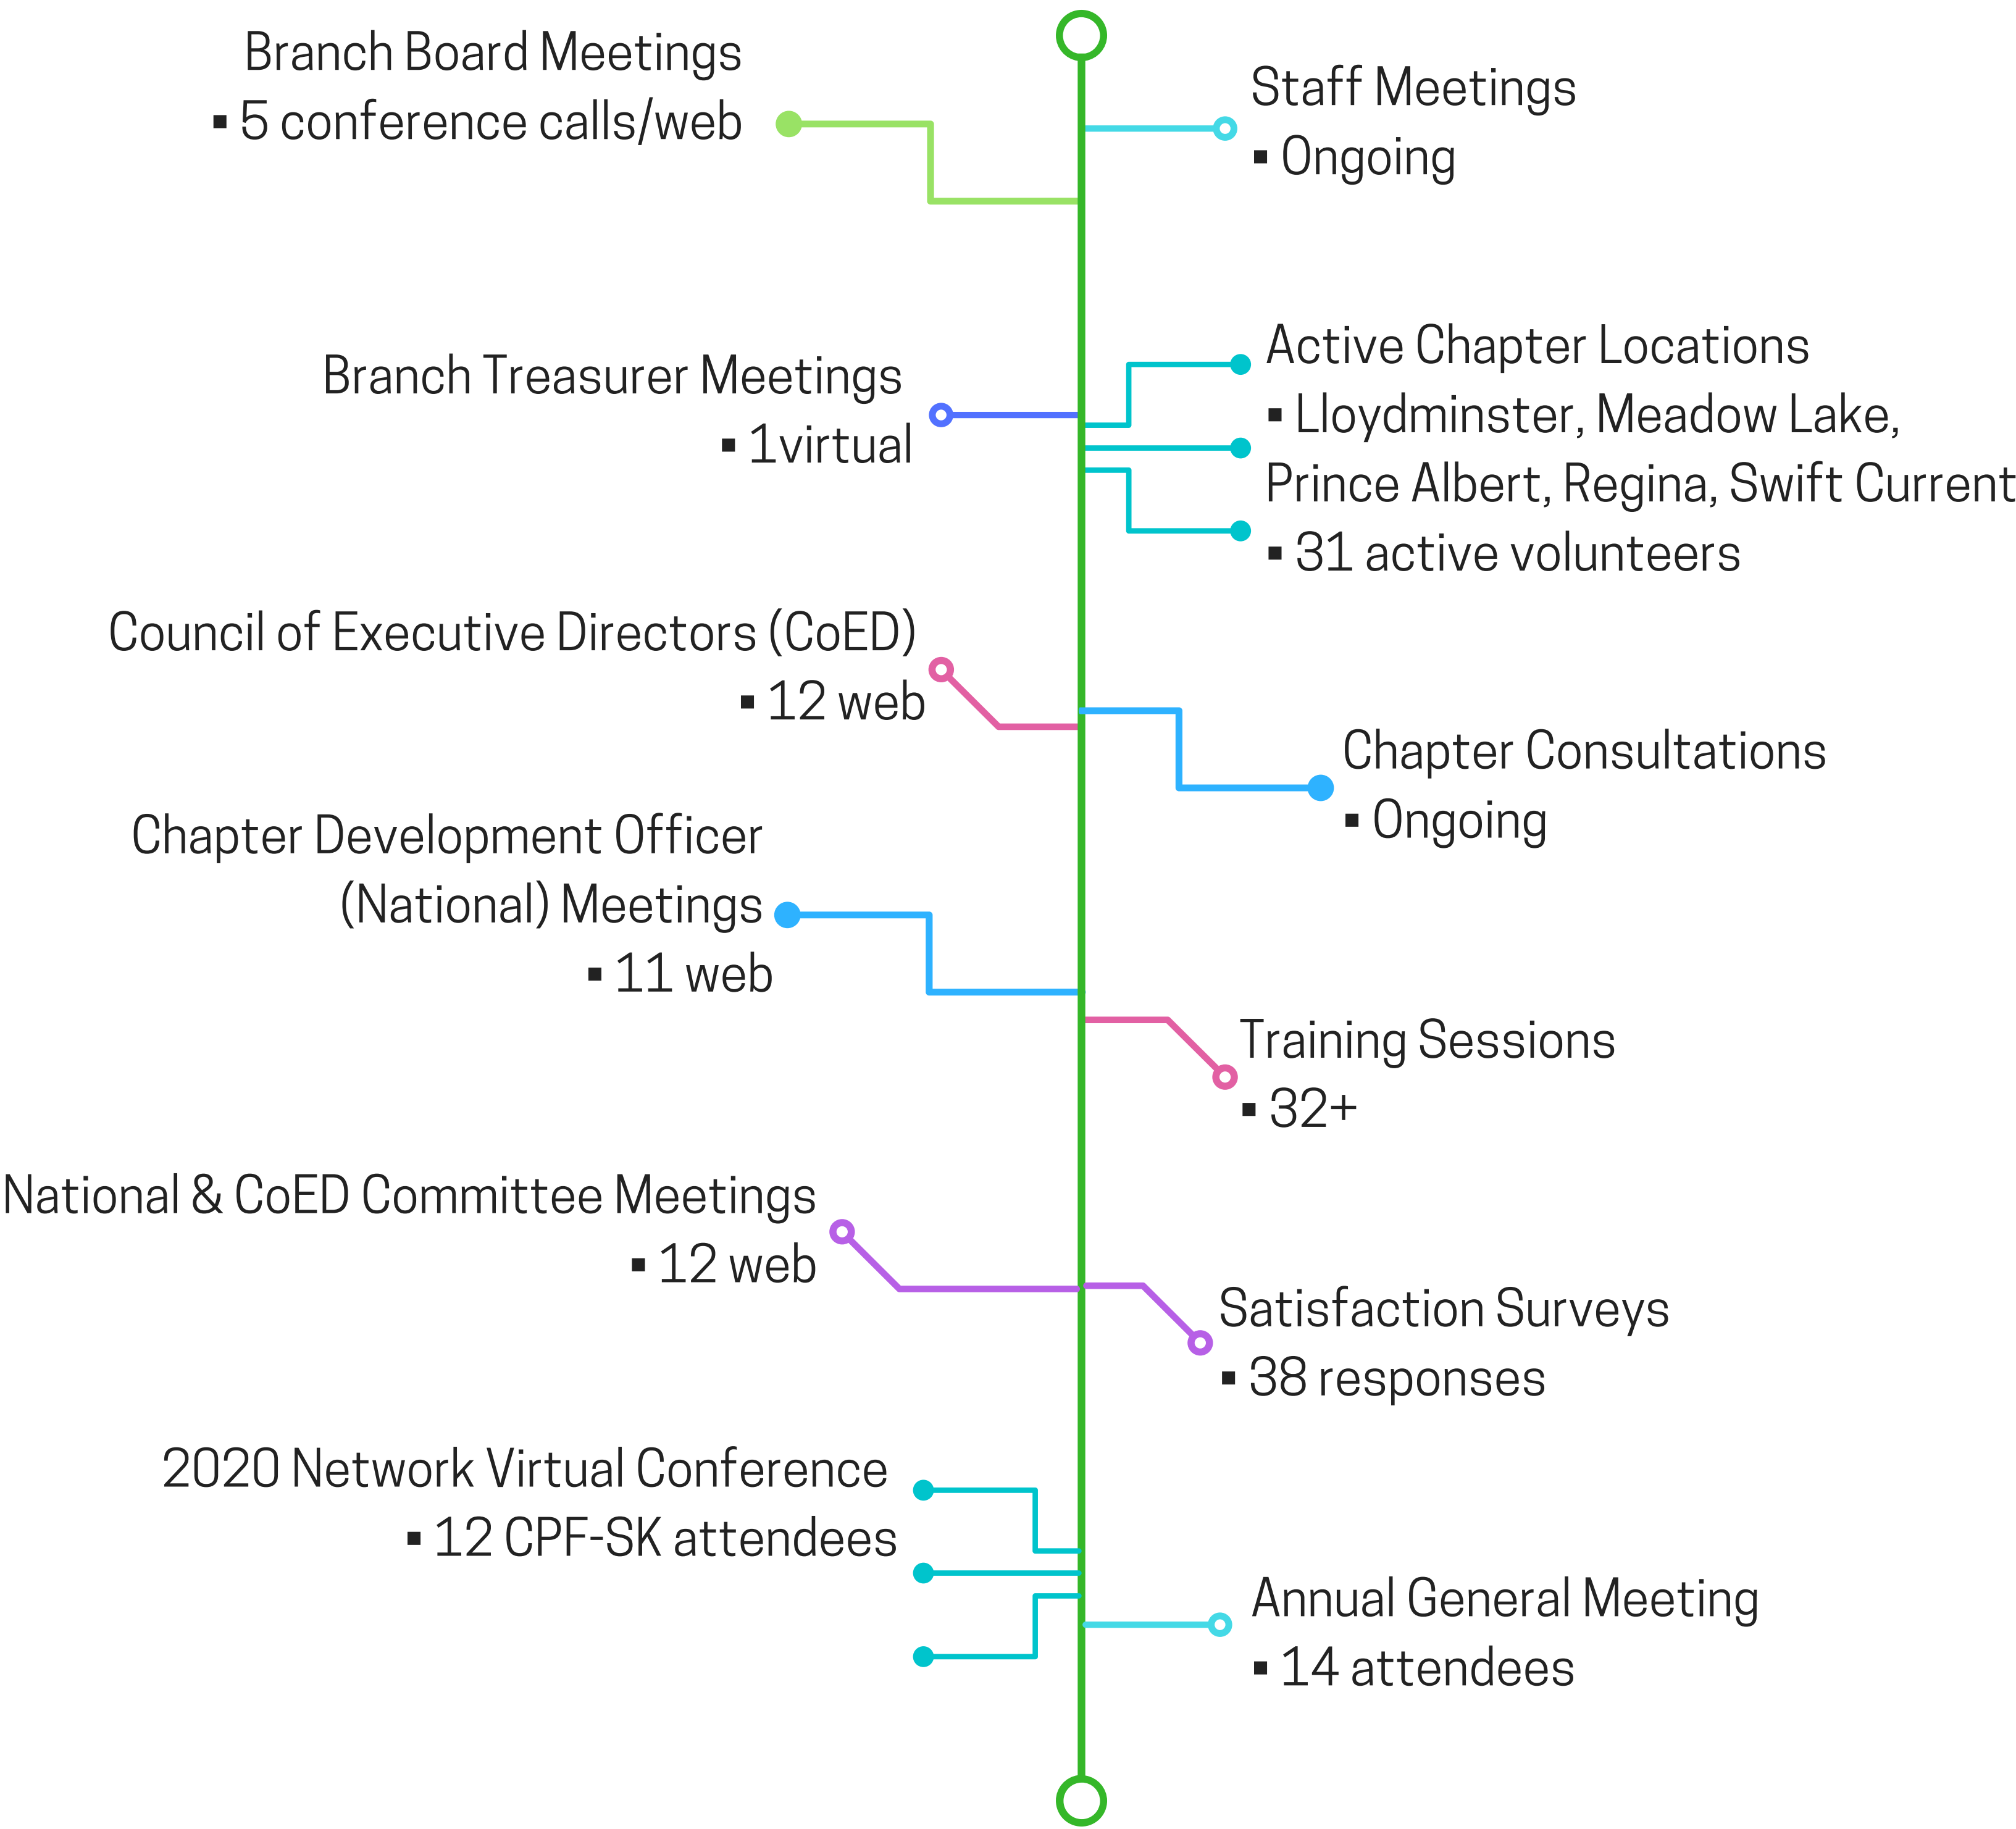 Branch Board Meetings
▪ 5 conference calls/web
Staff Meetings
▪ Ongoing
Branch Treasurer Meetings
▪ 1virtual
Active Chapter Locations
▪ Lloydminster, Meadow Lake,
Prince Albert, Regina, Swift Current
▪ 31 active volunteers
Council of Executive Directors (CoED)
▪ 12 web
Chapter Consultations
▪ Ongoing
Chapter Development Officer
(National) Meetings
▪ 11 web
Training Sessions
▪ 32+
National & CoED Committee Meetings
▪ 12 web
Satisfaction Surveys
▪ 38 responses
2020 Network Virtual Conference
▪ 12 CPF-SK attendees
Annual General Meeting
▪ 14 attendees